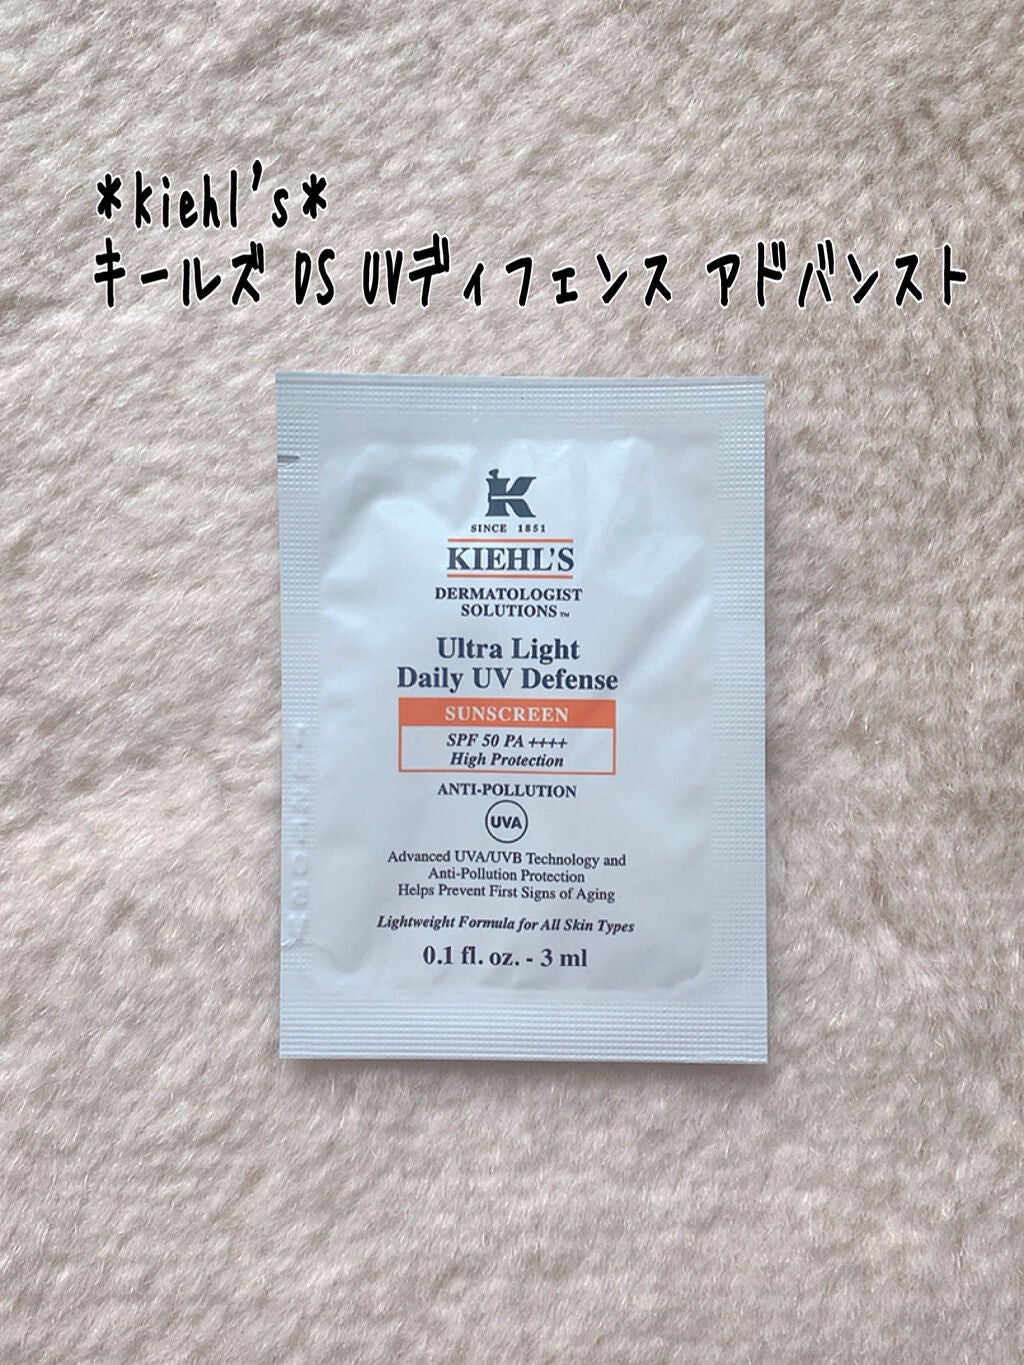 *kiehl's*
キールズ DS UVディフェンス アドバンスト
K
SINCE 1851
KIEHL'S
DERMATOLOGIST
SOLUTIONS™
Ultra Light
Daily UV Defense
SUNSCREEN
SPF 50 PA ++++
High Protection
ANTI-POLLUTION
UVA
Advanced UVA/UVB Technology and
Anti-Pollution Protection
Helps Prevent First Signs of Aging
Lightweight Formula for All Skin Types
0.1 fl. oz. - 3 ml